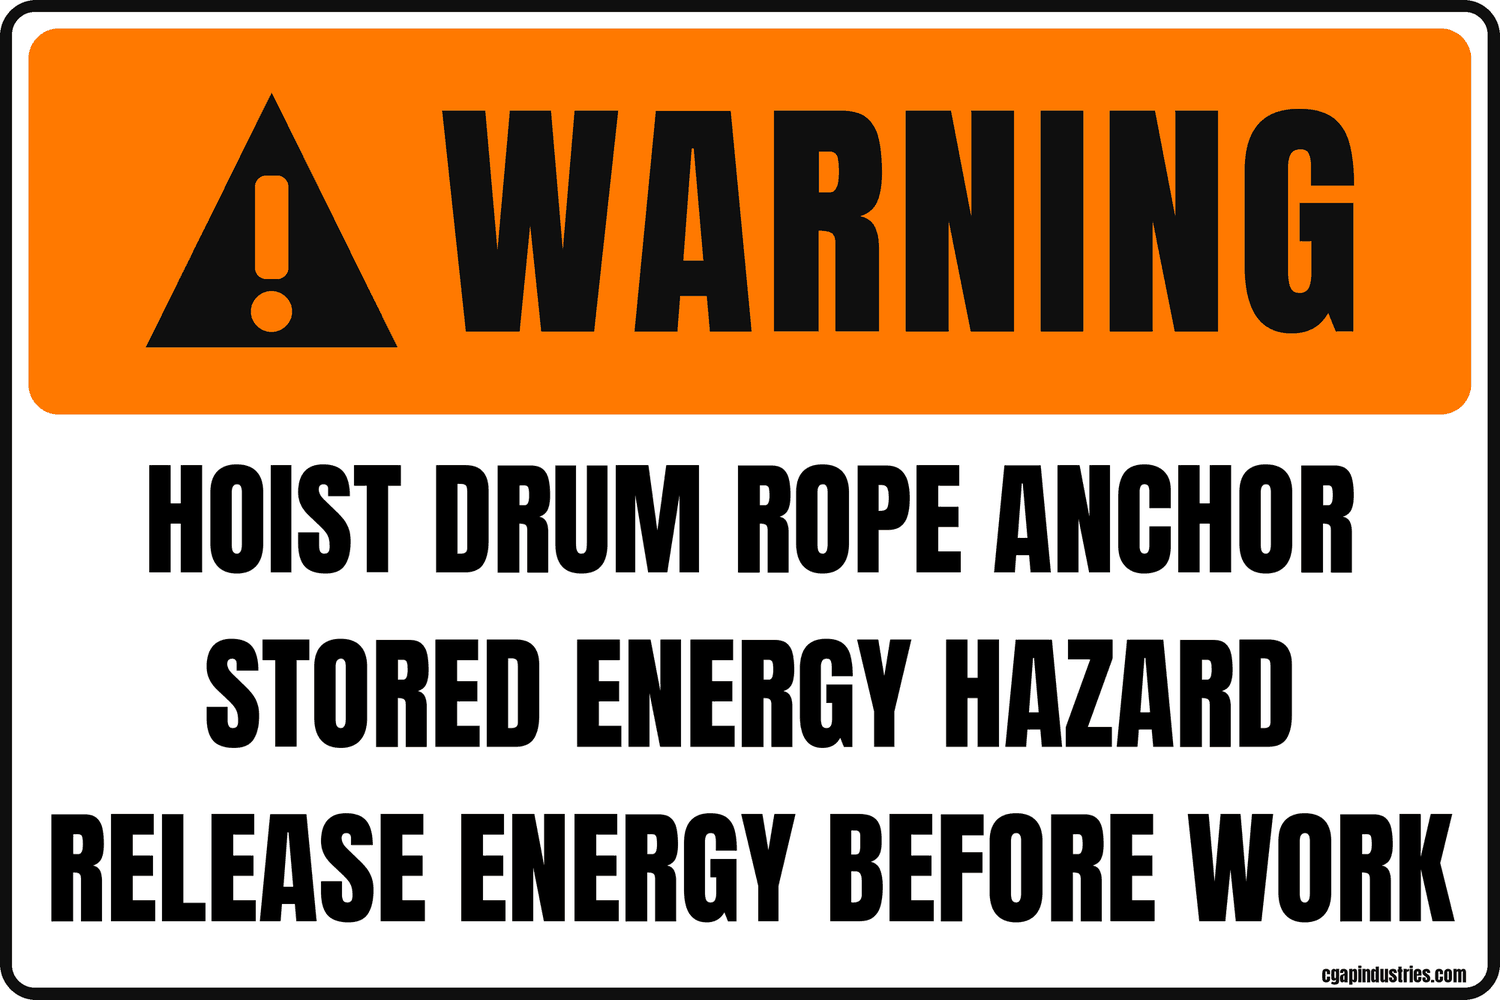 WARNING
HOIST DRUM ROPE ANCHOR
STORED ENERGY HAZARD
RELEASE ENERGY BEFORE WORK
cgapindustries.com